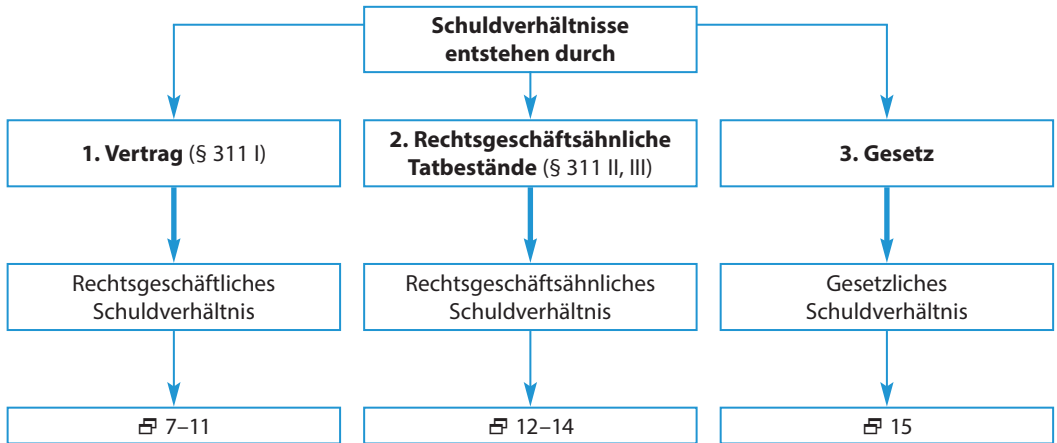 Schuldverhältnisse
entstehen durch
1. Vertrag (§ 311 I)
2. Rechtsgeschäftsähnliche
Tatbestände (§ 311 II, III)
3. Gesetz
Rechtsgeschäftliches
Schuldverhältnis
Rechtsgeschäftsähnliches
Schuldverhältnis
Gesetzliches
Schuldverhältnis
🗗 7–11
🗗 12–14
🗗 15